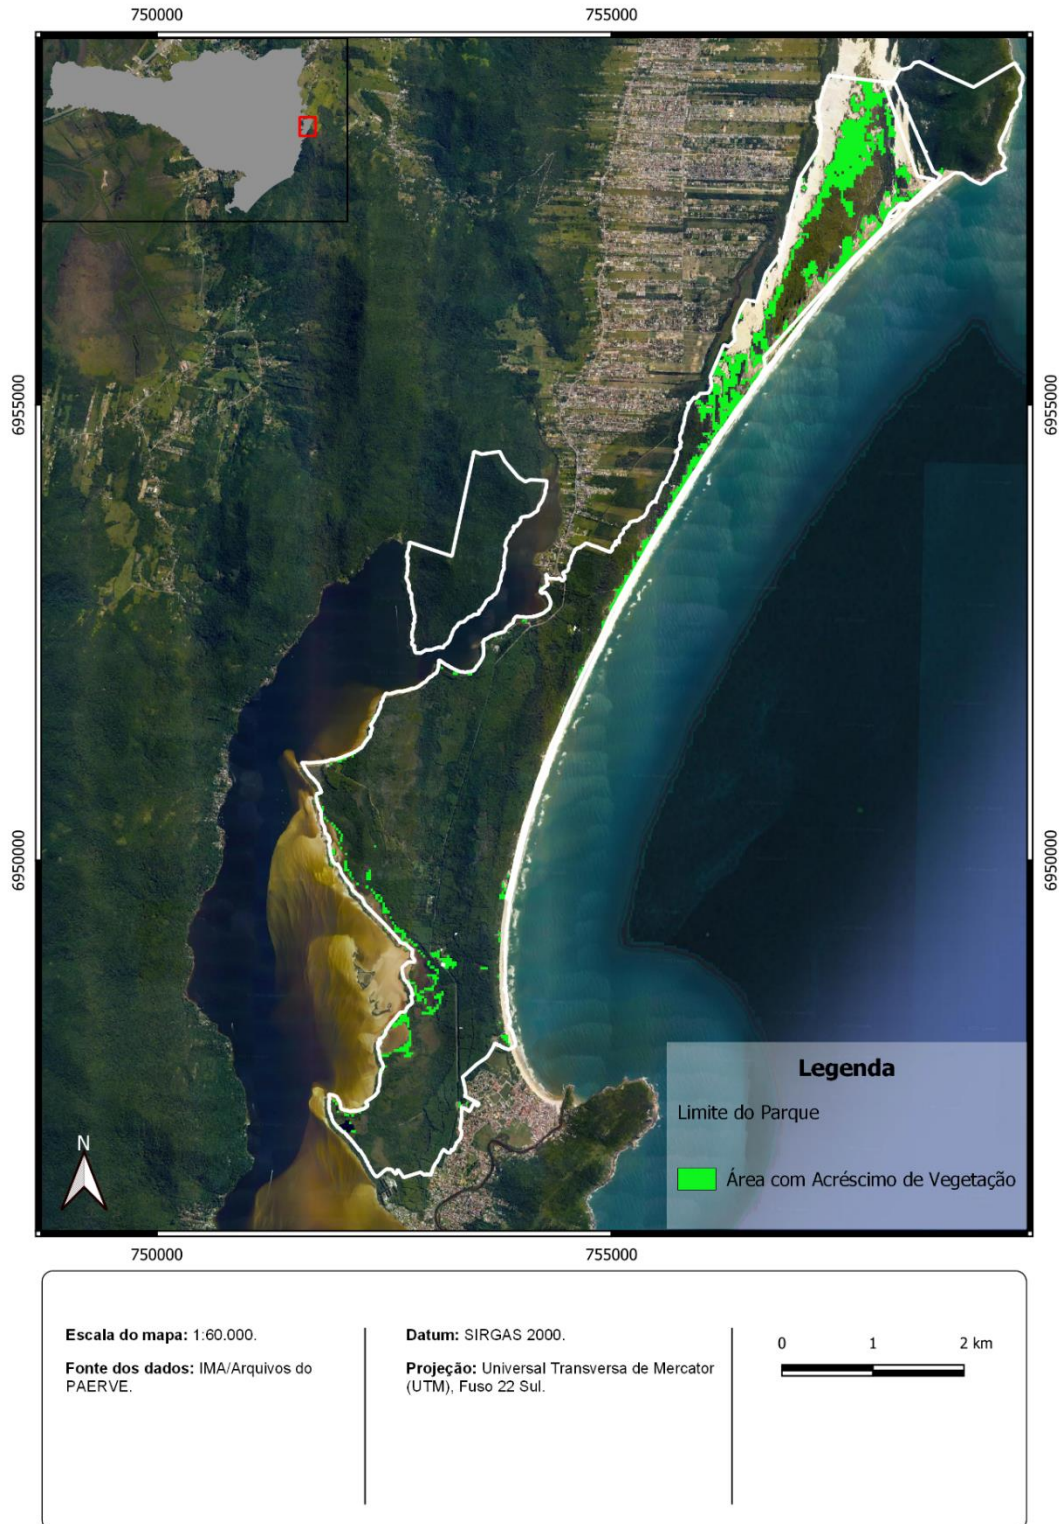 750000
755000
6955000
6955000
6950000
6950000
N
Legenda
Limite do Parque
Área com Acréscimo de Vegetação
750000
755000
Escala do mapa: 1:60.000.
Fonte dos dados: IMA/Arquivos do
PAERVE.
Datum: SIRGAS 2000.
Projeção: Universal Transversa de Mercator
(UTM), Fuso 22 Sul.
0 1 2 km